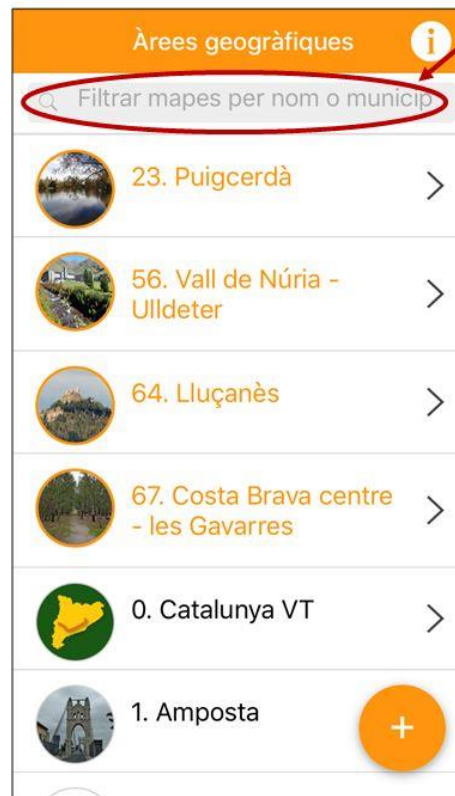 Àrees geogràfiques
i
Filtrar mapes per nom o municip
23. Puigcerdà
56. Vall de Núria -
Ulldeter
64. Lluçanès
67. Costa Brava centre
- les Gavarres
0. Catalunya VT
1. Amposta
+